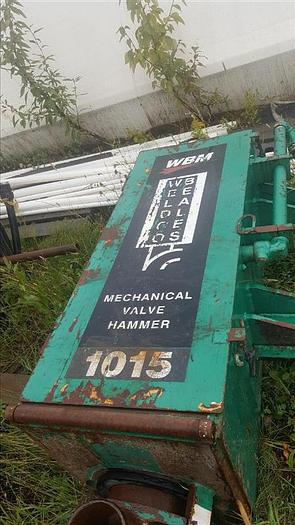 WBM
WELDCO
BEALES
MECHANICAL
VALVE
HAMMER
1015